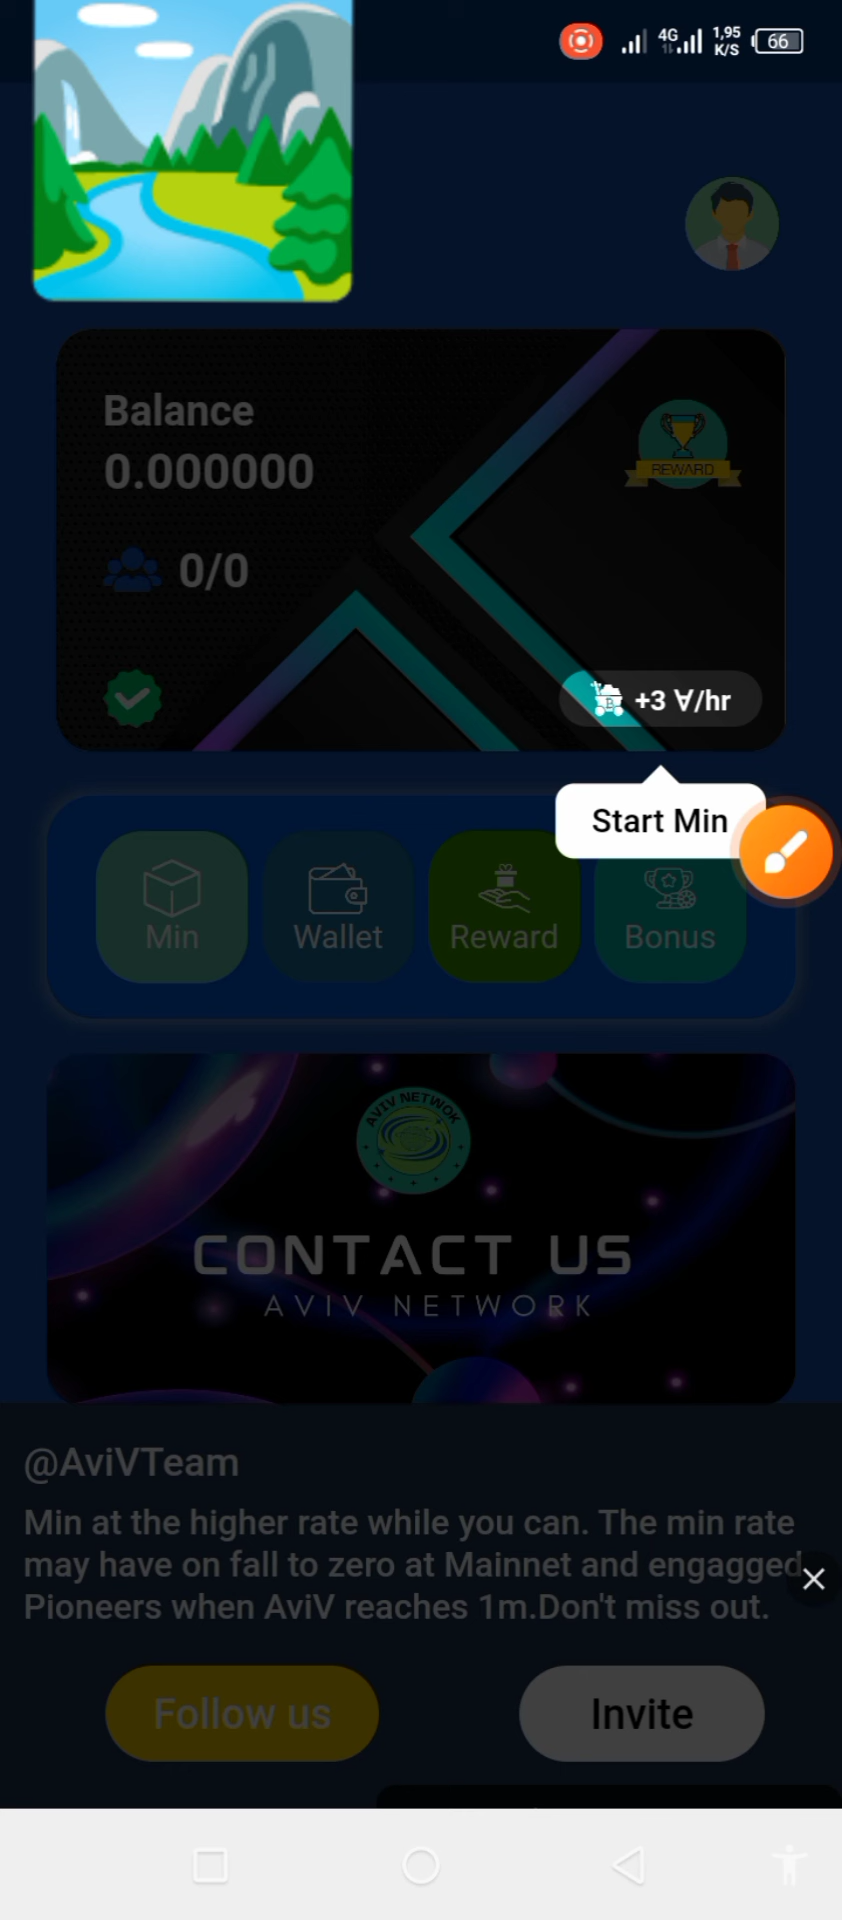 4G 1,95 K/S 66
Balance
0.000000
REWARD
0/0
+3 ∀/hr
Start Min
Min Wallet Reward Bonus
AVIV NETWOK
CONTACT US
AVIV NETWORK
@AviVTeam
Min at the higher rate while you can. The min rate
may have on fall to zero at Mainnet and engagged
Pioneers when AviV reaches 1m.Don't miss out.
Follow us Invite